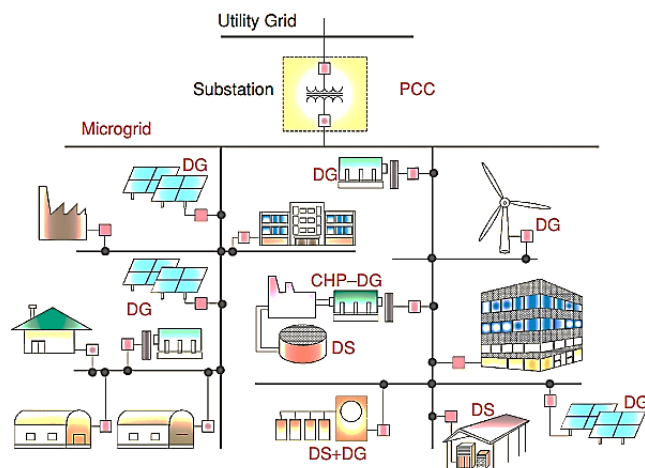 Utility Grid
Substation
PCC
Microgrid
DG
DG
DG
CHP–DG
DG
DS
DS+DG
DS
DG